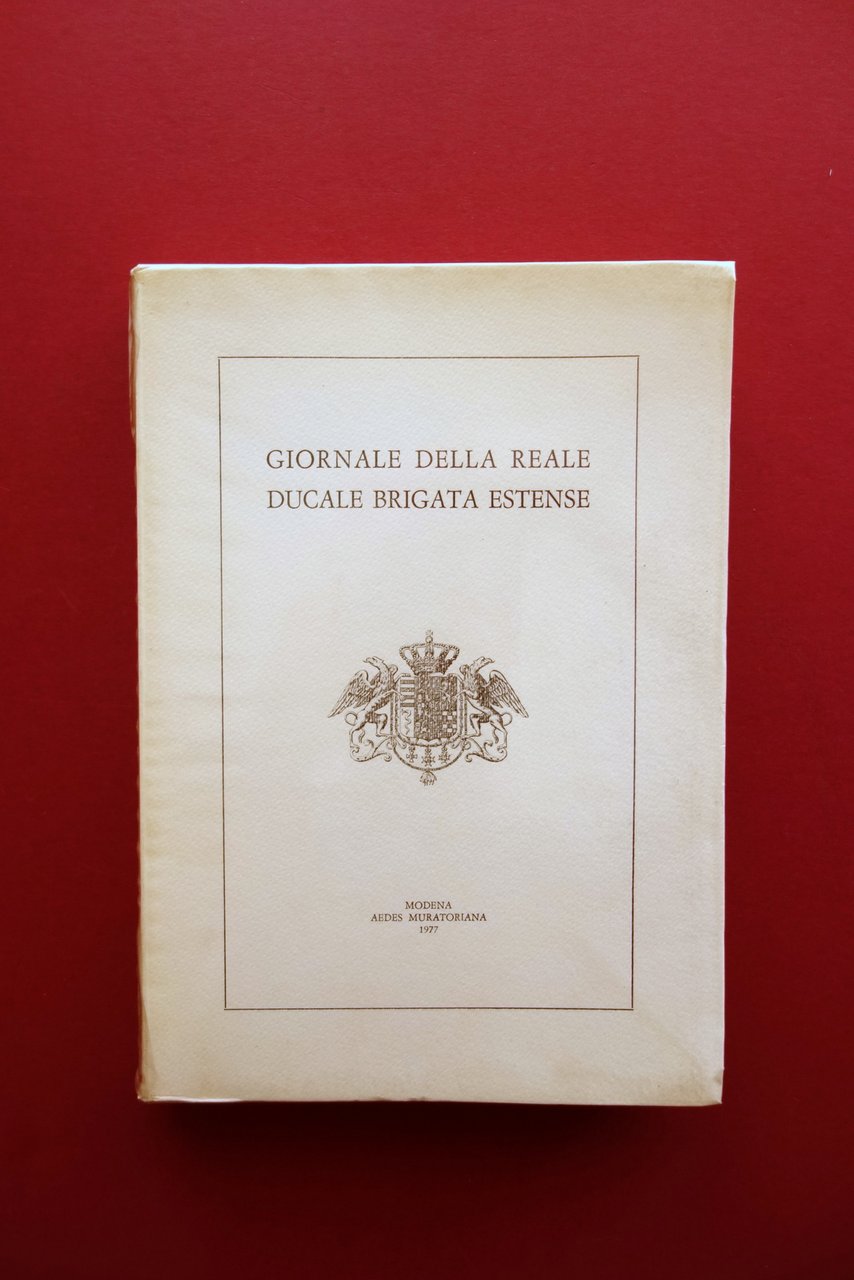 GIORNALE DELLA REALE
DUCALE BRIGATA ESTENSE
MODENA
AEDES MURATORIANA
1977